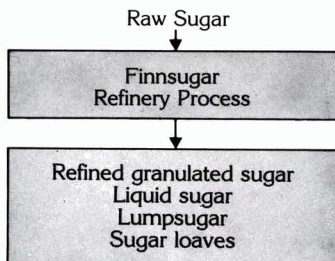 Raw Sugar
Finnsugar
Refinery Process
Refined granulated sugar
Liquid sugar
Lumpsugar
Sugar loaves